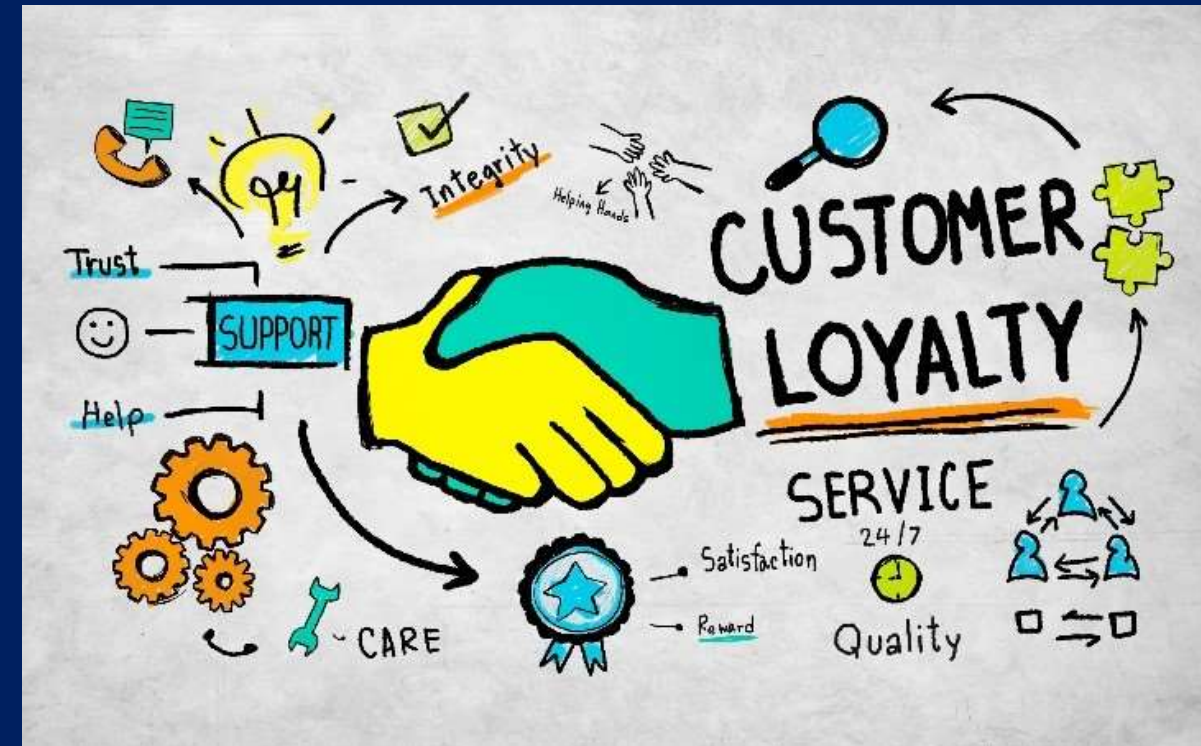 Integrity
Helping Hands
CUSTOMER
LOYALTY
Trust
SUPPORT
Help
SERVICE
24/7
Satisfaction
Reward
Quality
CARE